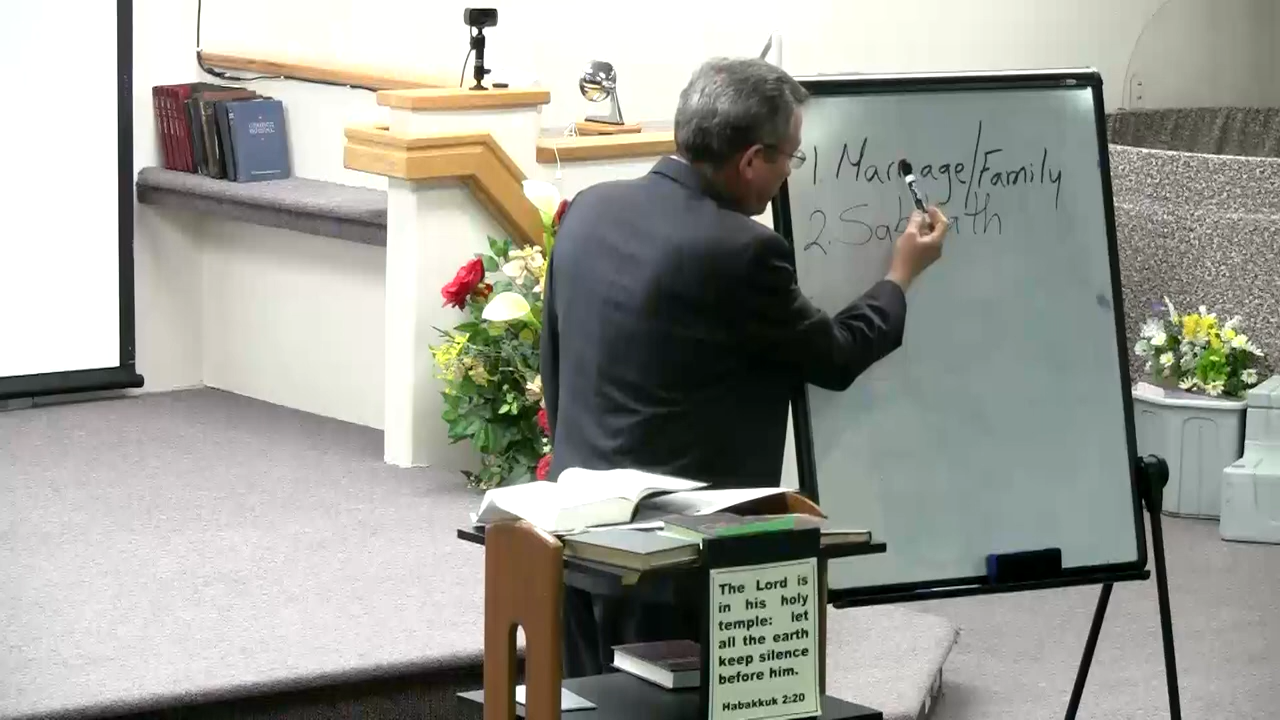 1 Marriage/Family
2. Sabbath
The Lord is
in his holy
temple: let
all the earth
keep silence
before him.
Habakkuk 2:20